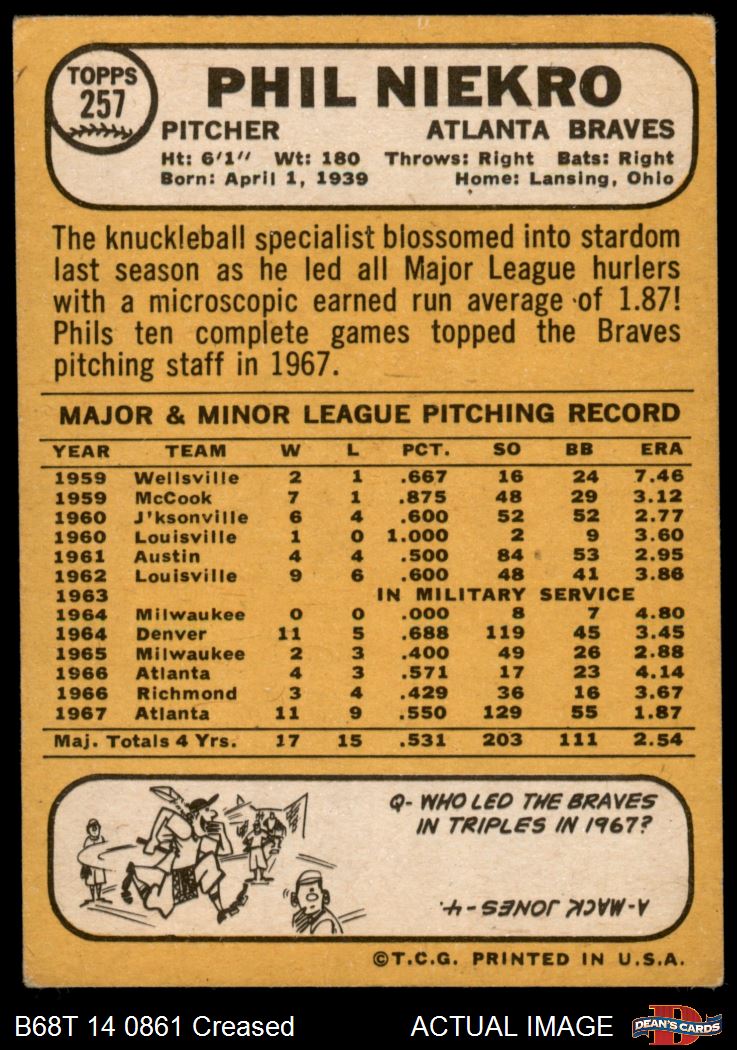 TOPPS
257
PHIL NIEKRO
PITCHER ATLANTA BRAVES
Ht: 6'1" Wt: 180 Throws: Right Bats: Right
Born: April 1, 1939 Home: Lansing, Ohio
The knuckleball specialist blossomed into stardom
last season as he led all Major League hurlers
with a microscopic earned run average of 1.87!
Phils ten complete games topped the Braves
pitching staff in 1967.
MAJOR & MINOR LEAGUE PITCHING RECORD
YEAR TEAM W L PCT. SO BB ERA
1959 Wellsville 2 1 .667 16 24 7.46
1959 McCook 7 1 .875 48 29 3.12
1960 J'ksonville 6 4 .600 52 52 2.77
1960 Louisville 1 0 1.000 2 9 3.60
1961 Austin 4 4 .500 84 53 2.95
1962 Louisville 9 6 .600 48 41 3.86
1963 IN MILITARY SERVICE
1964 Milwaukee 0 0 .000 8 7 4.80
1964 Denver 11 5 .688 119 45 3.45
1965 Milwaukee 2 3 .400 49 26 2.88
1966 Atlanta 4 3 .571 17 23 4.14
1966 Richmond 3 4 .429 36 16 3.67
1967 Atlanta 11 9 .550 129 55 1.87
Maj. Totals 4 Yrs. 17 15 .531 203 111 2.54
Q- WHO LED THE BRAVES
IN TRIPLES IN 1967?
A-MACK JONES-4.
©T.C.G. PRINTED IN U.S.A.
B68T 14 0861 Creased ACTUAL IMAGE D DEAN'S CARDS